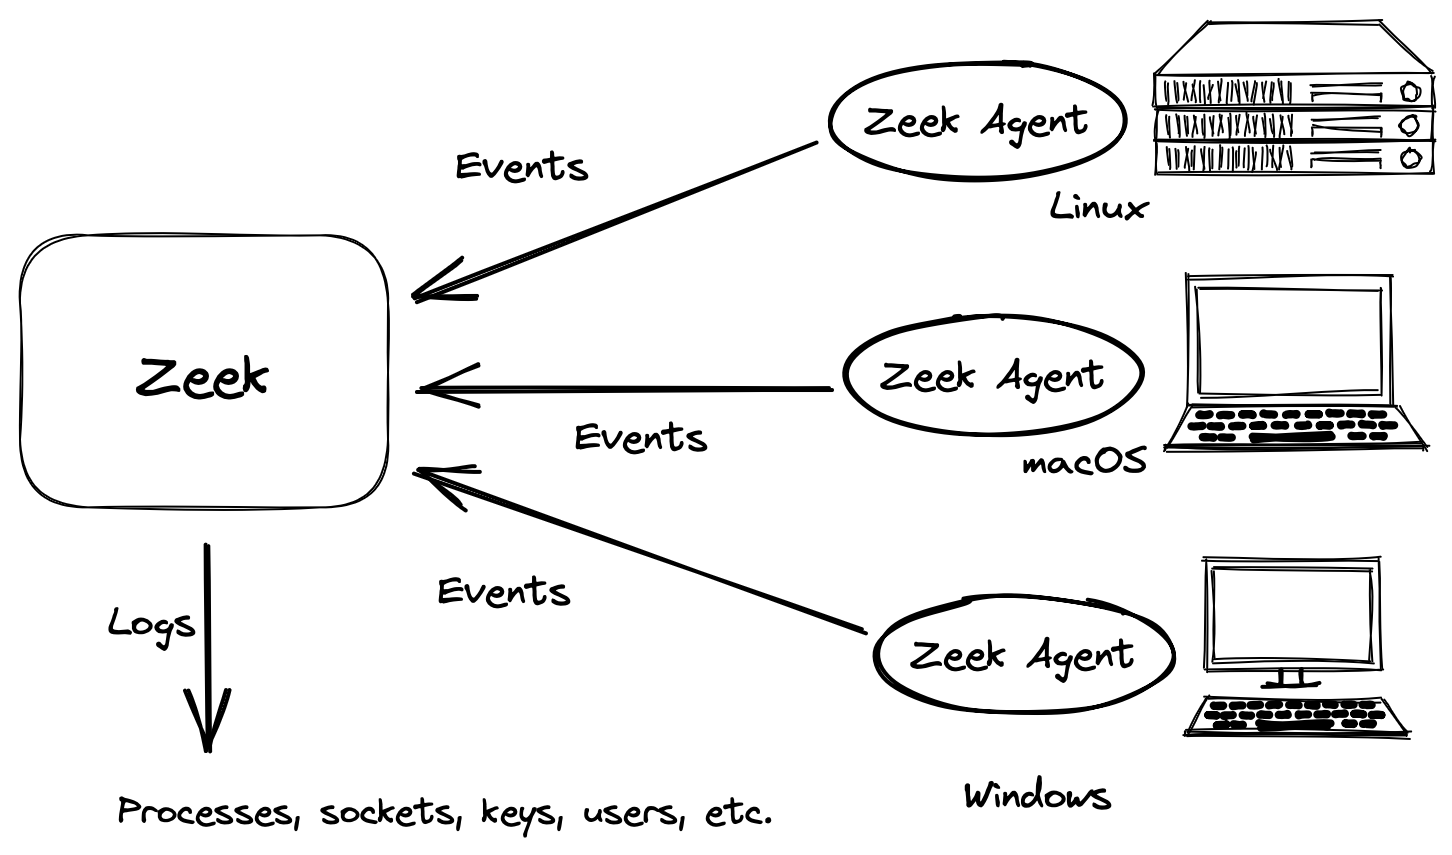 Zeek Agent
Linux
Events
Zeek
Zeek Agent
macOS
Events
Events
Zeek Agent
Windows
Logs
Processes, sockets, keys, users, etc.